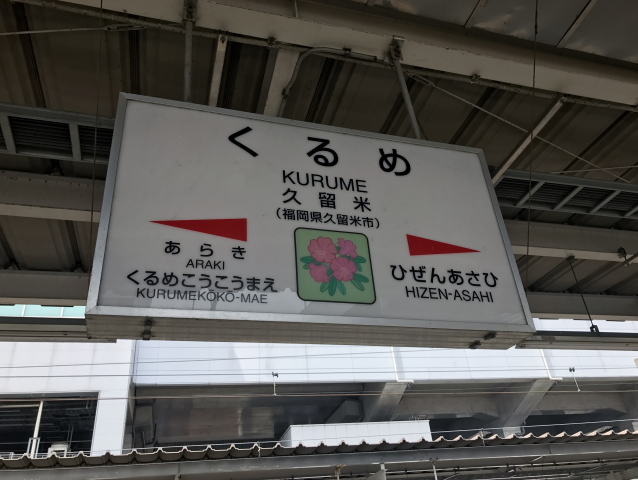 くるめ
KURUME
久留米
（福岡県久留米市）
あらき
ARAKI
くるめこうこうまえ
KURUMEKŌKO-MAE
ひぜんあさひ
HIZEN-ASAHI